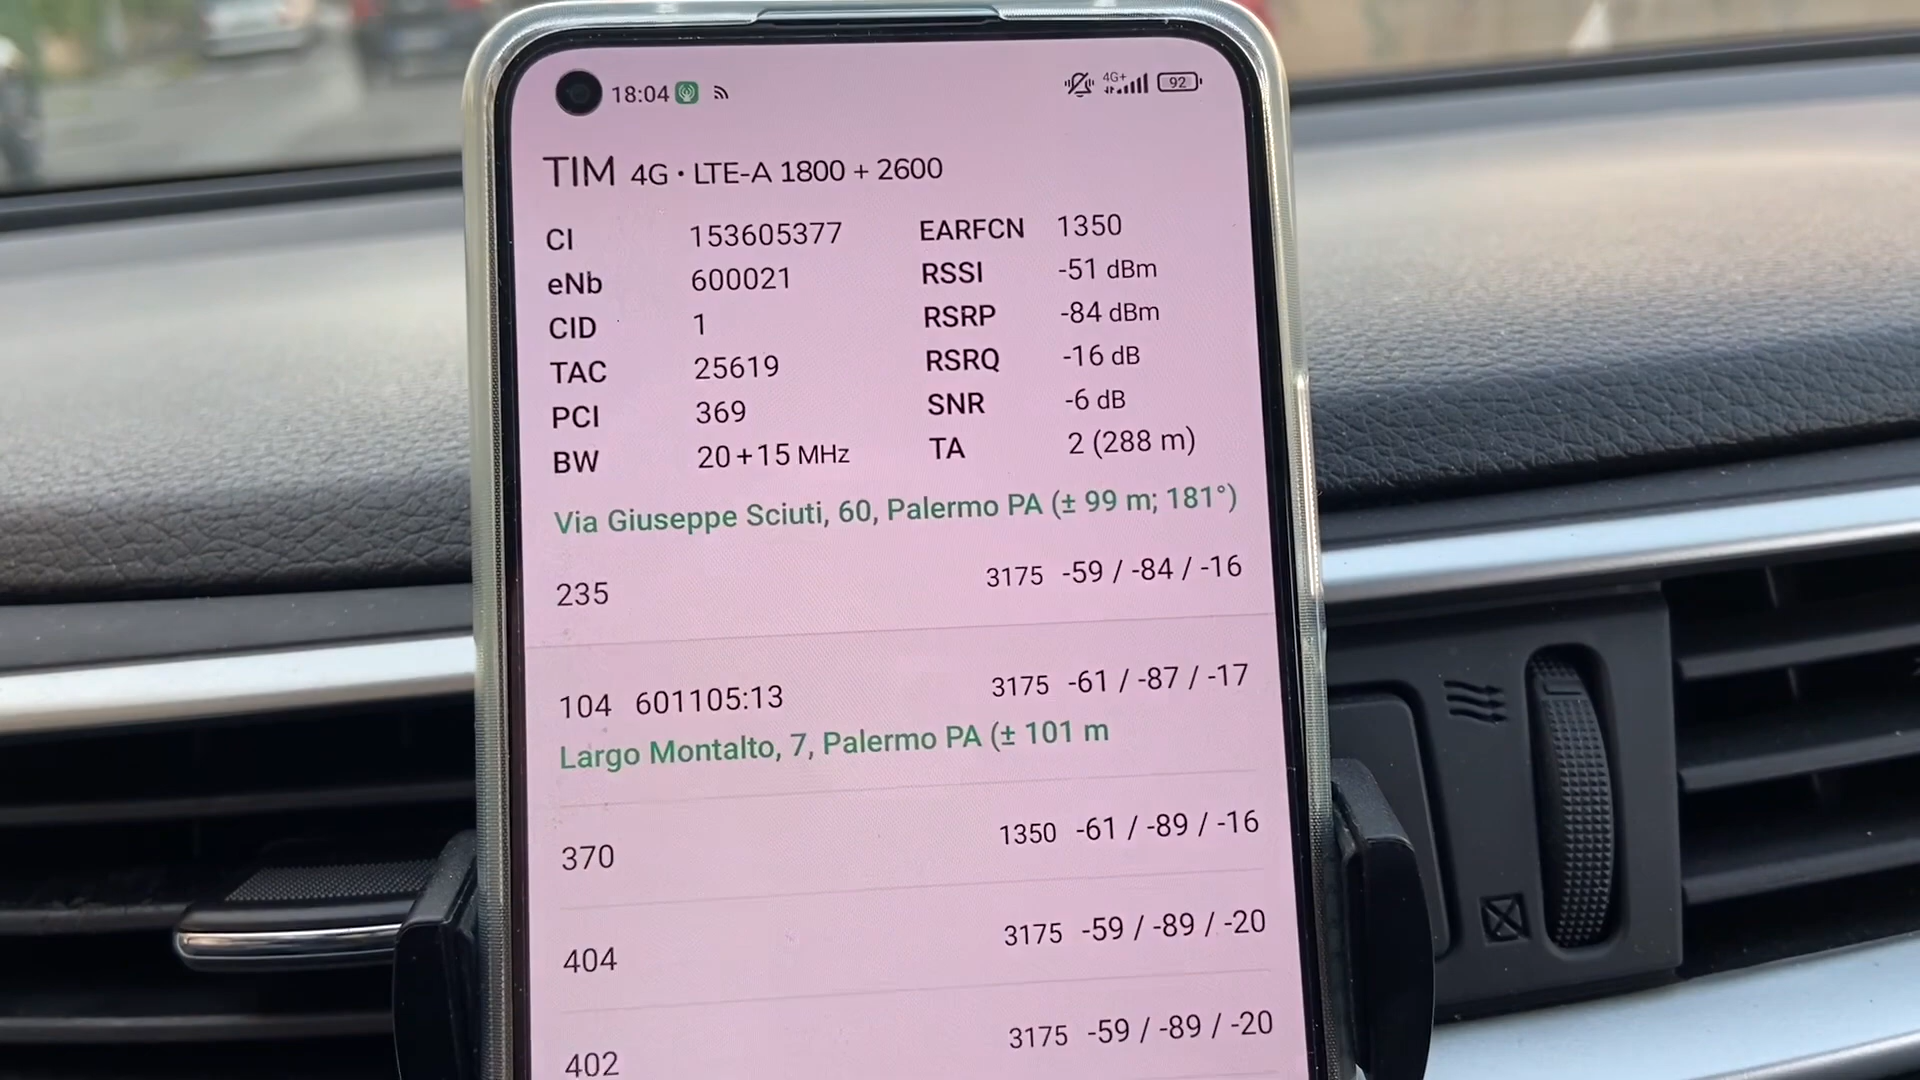 18:04 4G+ 92
TIM 4G • LTE-A 1800 + 2600
CI 153605377 EARFCN 1350
eNb 600021 RSSI -51 dBm
CID 1 RSRP -84 dBm
TAC 25619 RSRQ -16 dB
PCI 369 SNR -6 dB
BW 20+15 MHz TA 2 (288 m)
Via Giuseppe Sciuti, 60, Palermo PA (± 99 m; 181°)
235 3175 -59 / -84 / -16
104 601105:13 3175 -61 / -87 / -17
Largo Montalto, 7, Palermo PA (± 101 m
370 1350 -61 / -89 / -16
404 3175 -59 / -89 / -20
402 3175 -59 / -89 / -20